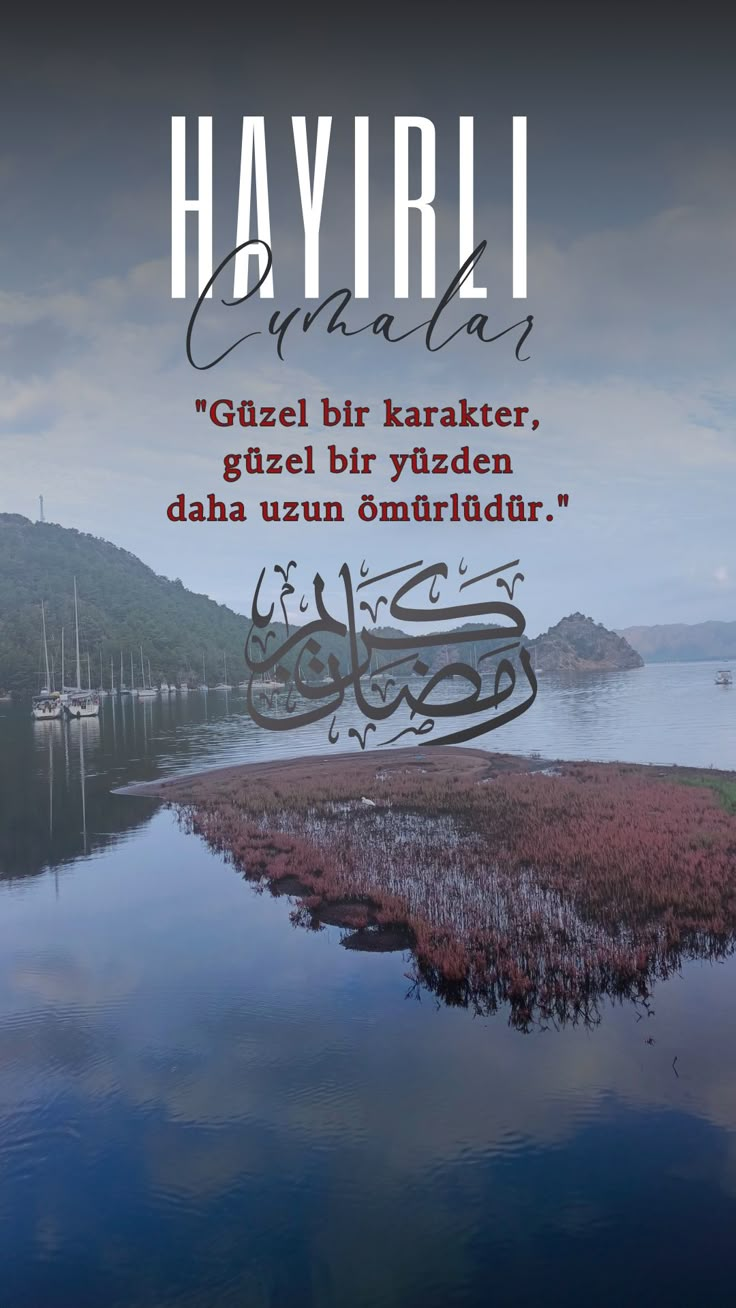 HAYIRLI
Cumalar
"Güzel bir karakter,
güzel bir yüzden
daha uzun ömürlüdür."
كريم
رمضان